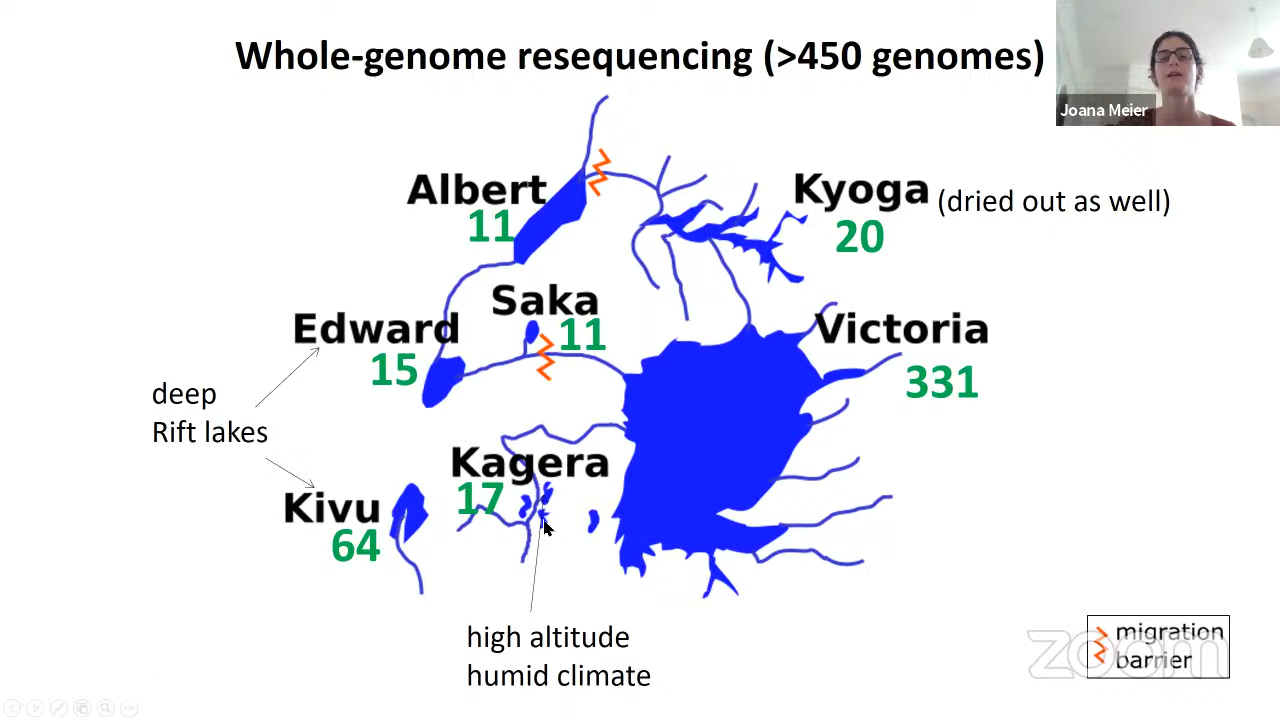 Whole-genome resequencing (>450 genomes)
Joana Meier
Albert
11
Kyoga (dried out as well)
20
Saka
11
Edward
15
Victoria
331
deep
Rift lakes
Kagera
17
Kivu
64
high altitude
humid climate
zoom
migration
barrier